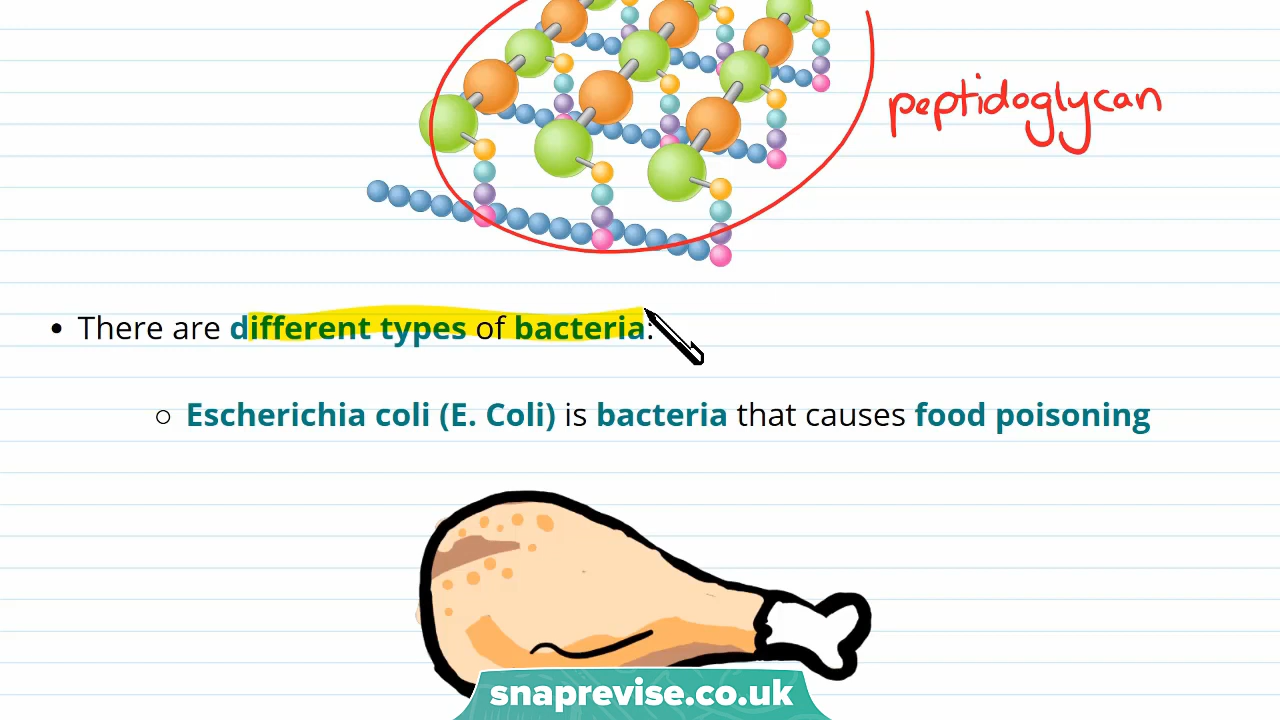 peptidoglycan
• There are different types of bacteria:
○ Escherichia coli (E. Coli) is bacteria that causes food poisoning
snaprevise.co.uk